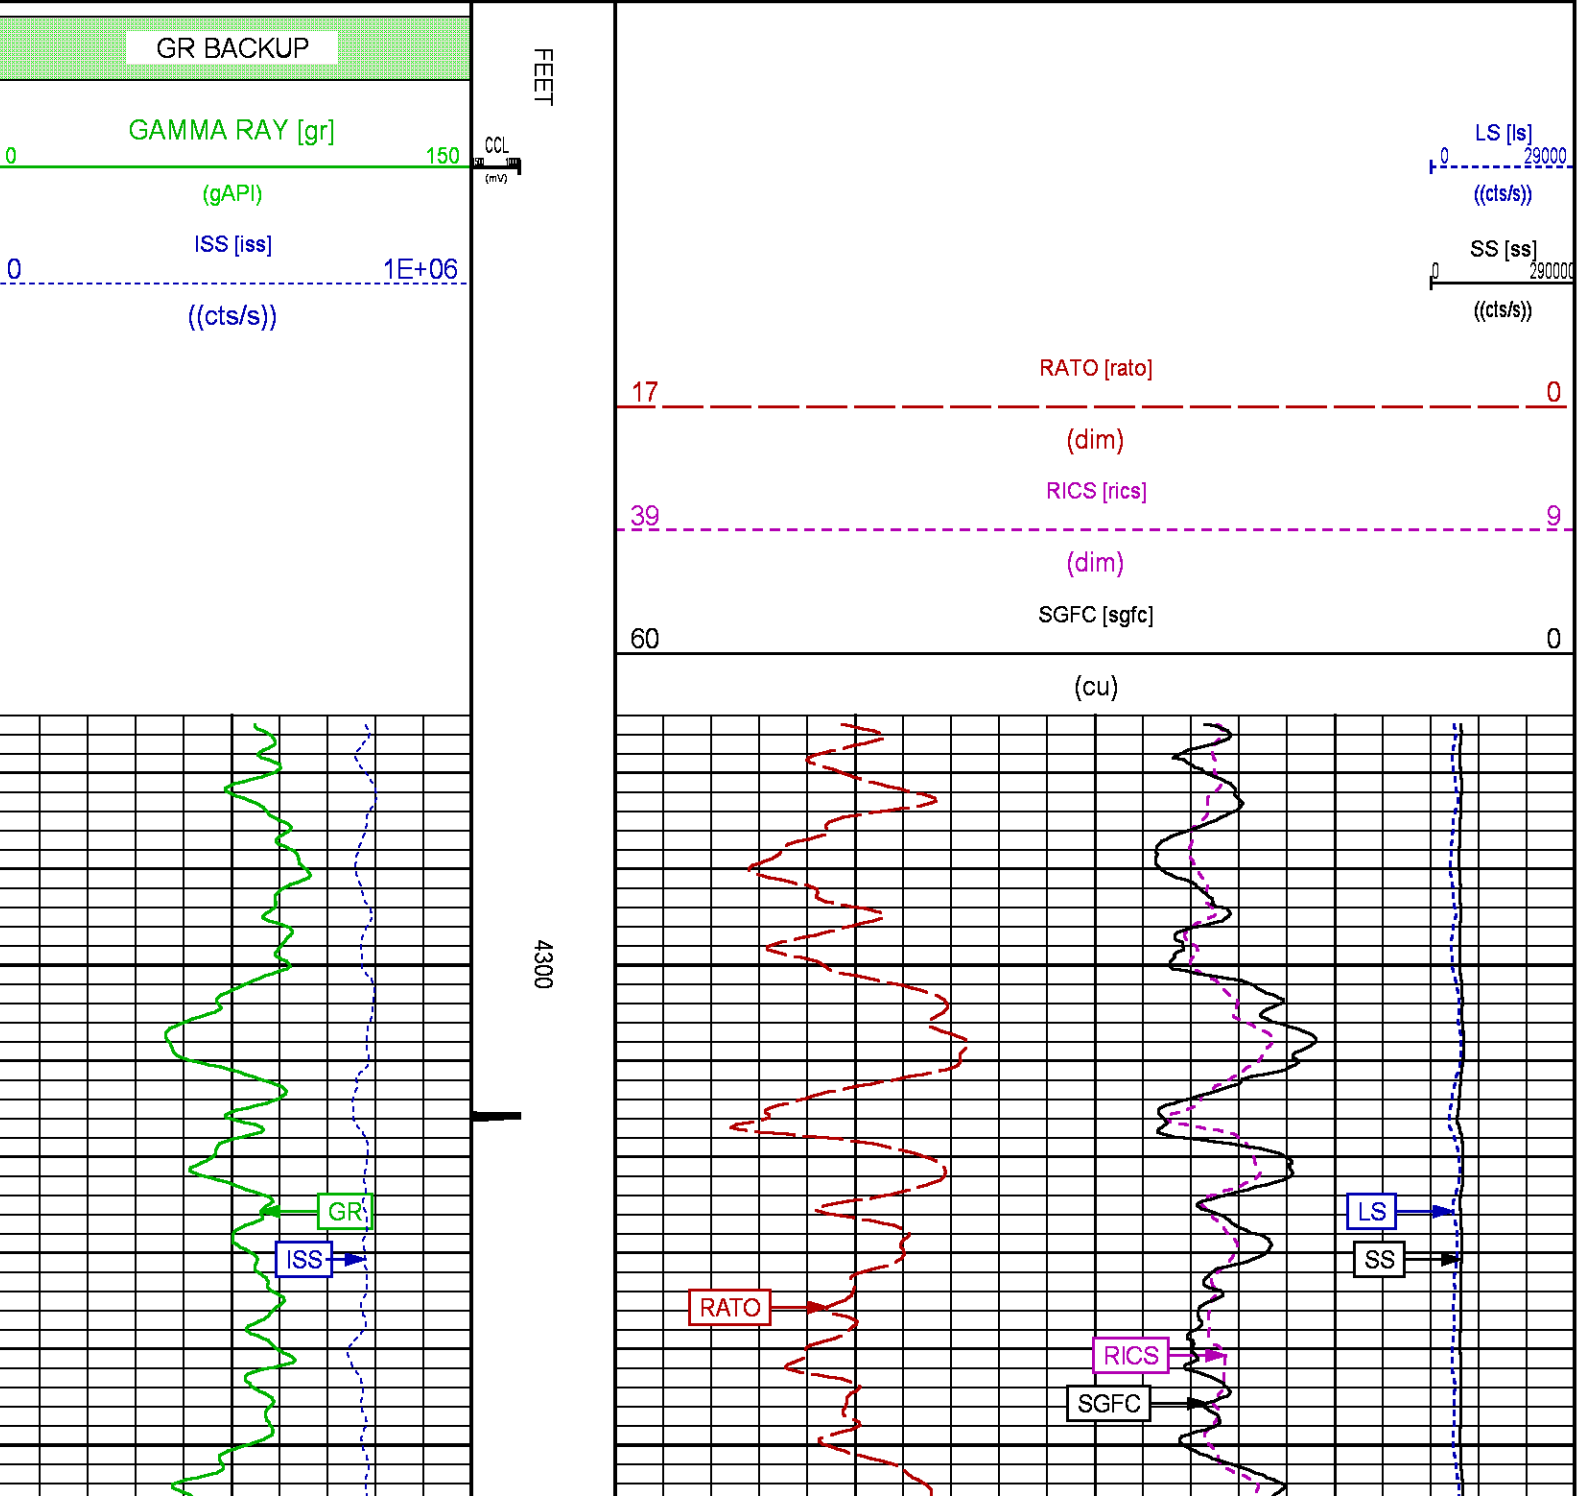 GR BACKUP
GAMMA RAY [gr]
0 150
(gAPI)
ISS [iss]
0 1E+06
((cts/s))
FEET
CCL
(mV)
LS [ls]
0 29000
((cts/s))
SS [ss]
0 290000
((cts/s))
RATO [rato]
17 0
(dim)
RICS [rics]
39 9
(dim)
SGFC [sgfc]
60 0
(cu)
4300
GR
ISS
LS
SS
RATO
RICS
SGFC